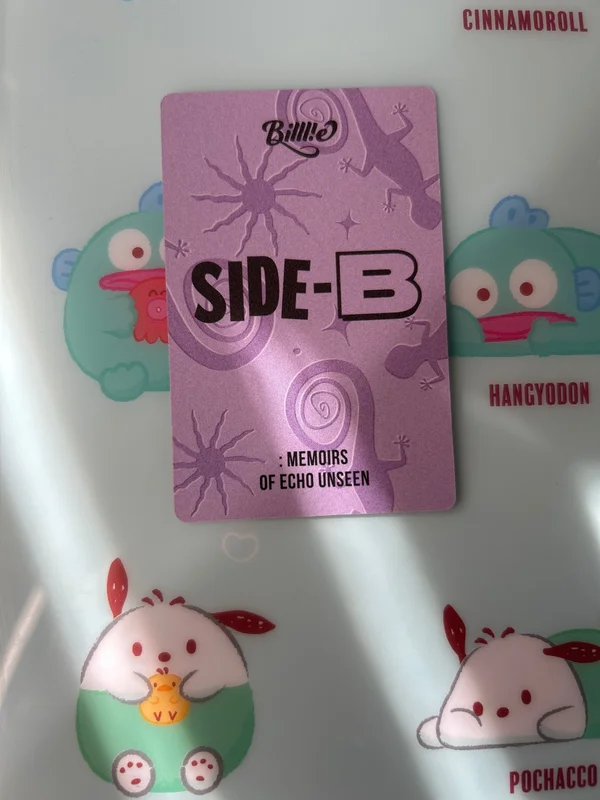 CINNAMOROLL
Billlie
SIDE-B
HANGYODON
: MEMOIRS
OF ECHO UNSEEN
POCHACCO